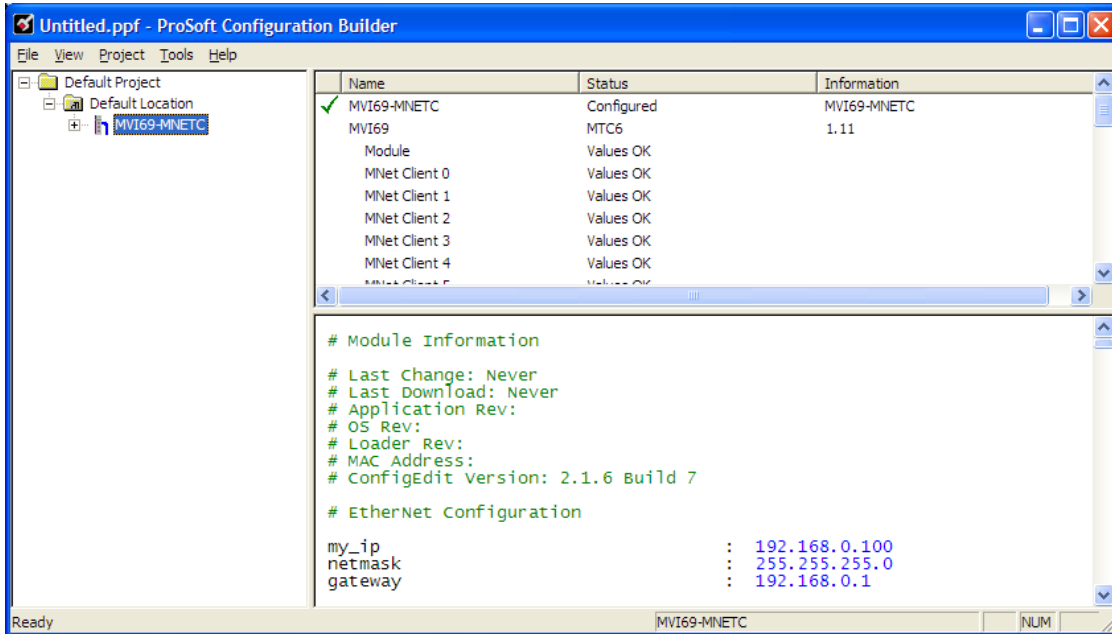 Untitled.ppf - ProSoft Configuration Builder
File View Project Tools Help
Default Project
Default Location
MVI69-MNETC
Name Status Information
MVI69-MNETC Configured MVI69-MNETC
MVI69 MTC6 1.11
Module Values OK
MNet Client 0 Values OK
MNet Client 1 Values OK
MNet Client 2 Values OK
MNet Client 3 Values OK
MNet Client 4 Values OK
MNet Client 5 Values OK
# Module Information
# Last Change: Never
# Last Download: Never
# Application Rev:
# OS Rev:
# Loader Rev:
# MAC Address:
# ConfigEdit Version: 2.1.6 Build 7
# EtherNet Configuration
my_ip : 192.168.0.100
netmask : 255.255.255.0
gateway : 192.168.0.1
Ready MVI69-MNETC NUM